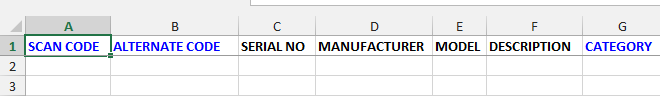 A B C D E F G
1 SCAN CODE ALTERNATE CODE SERIAL NO MANUFACTURER MODEL DESCRIPTION CATEGORY
2
3